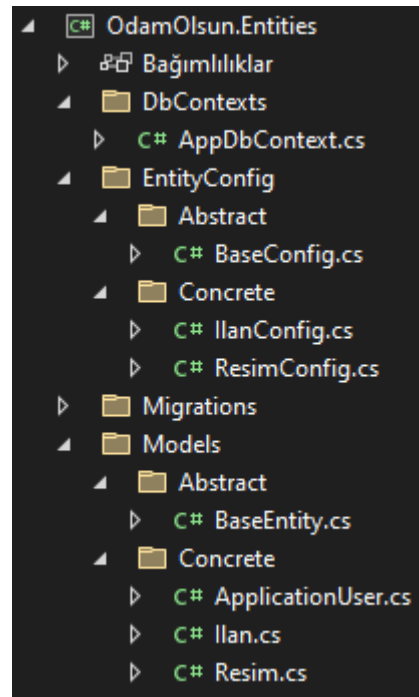 C# OdamOlsun.Entities
Bağımlılıklar
DbContexts
C# AppDbContext.cs
EntityConfig
Abstract
C# BaseConfig.cs
Concrete
C# IlanConfig.cs
C# ResimConfig.cs
Migrations
Models
Abstract
C# BaseEntity.cs
Concrete
C# ApplicationUser.cs
C# Ilan.cs
C# Resim.cs